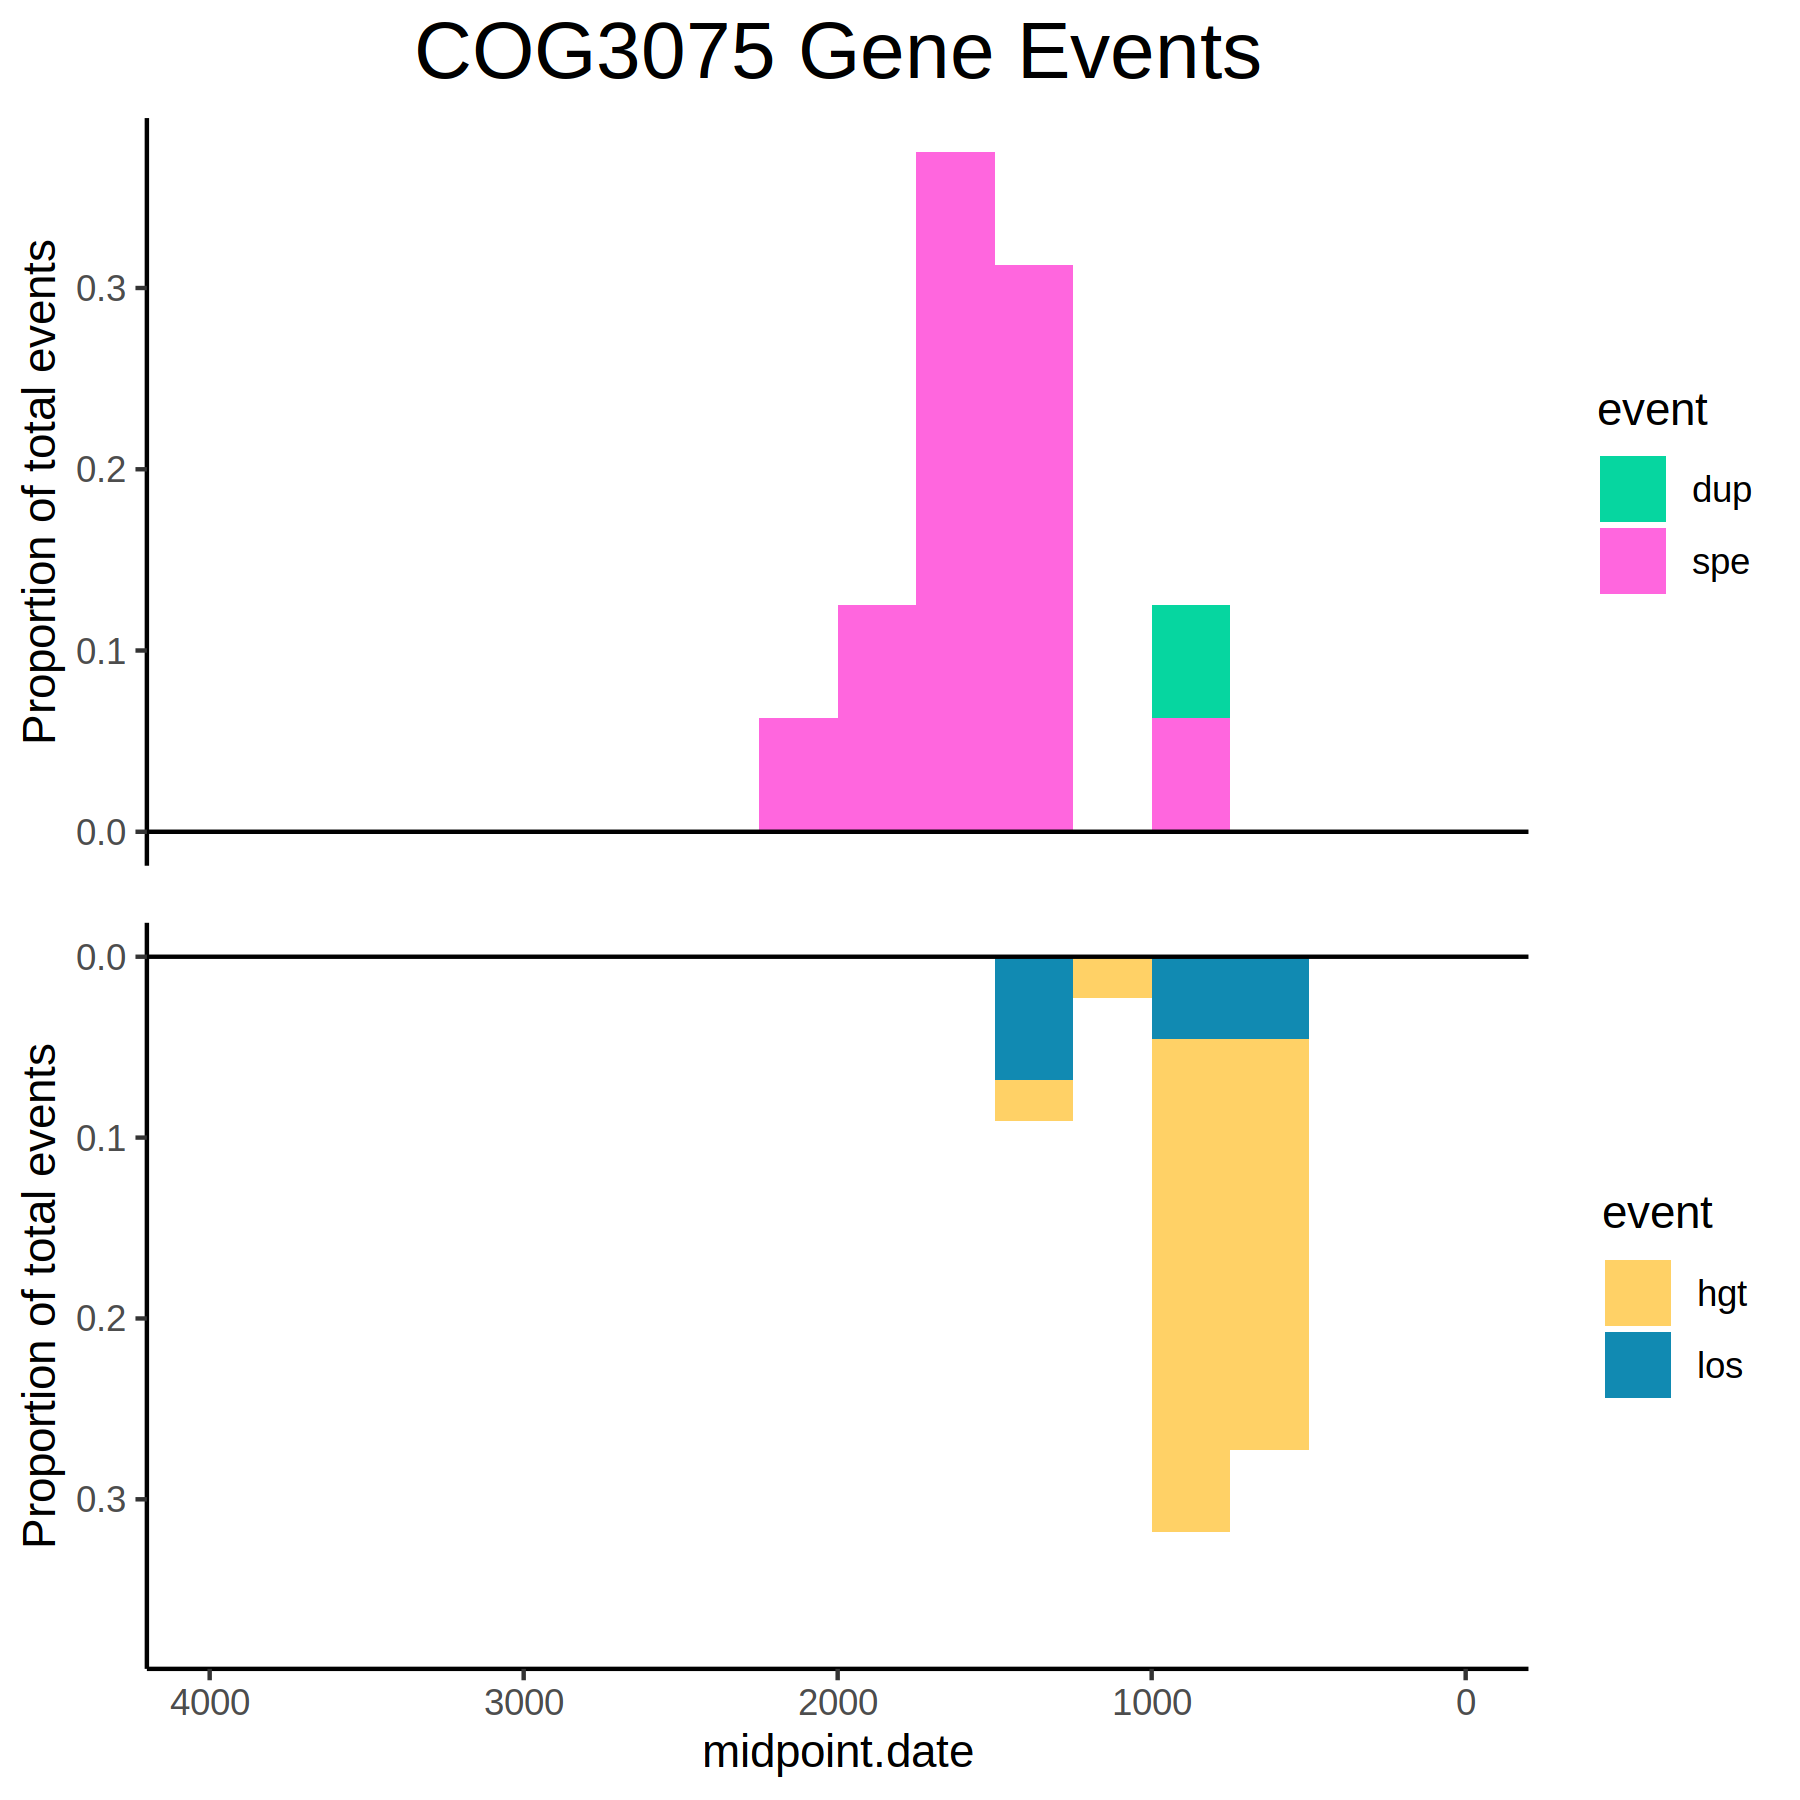 COG3075 Gene Events
Proportion of total events
0.3
0.2
0.1
0.0
event
dup
spe
Proportion of total events
0.0
0.1
0.2
0.3
event
hgt
los
4000 3000 2000 1000 0
midpoint.date